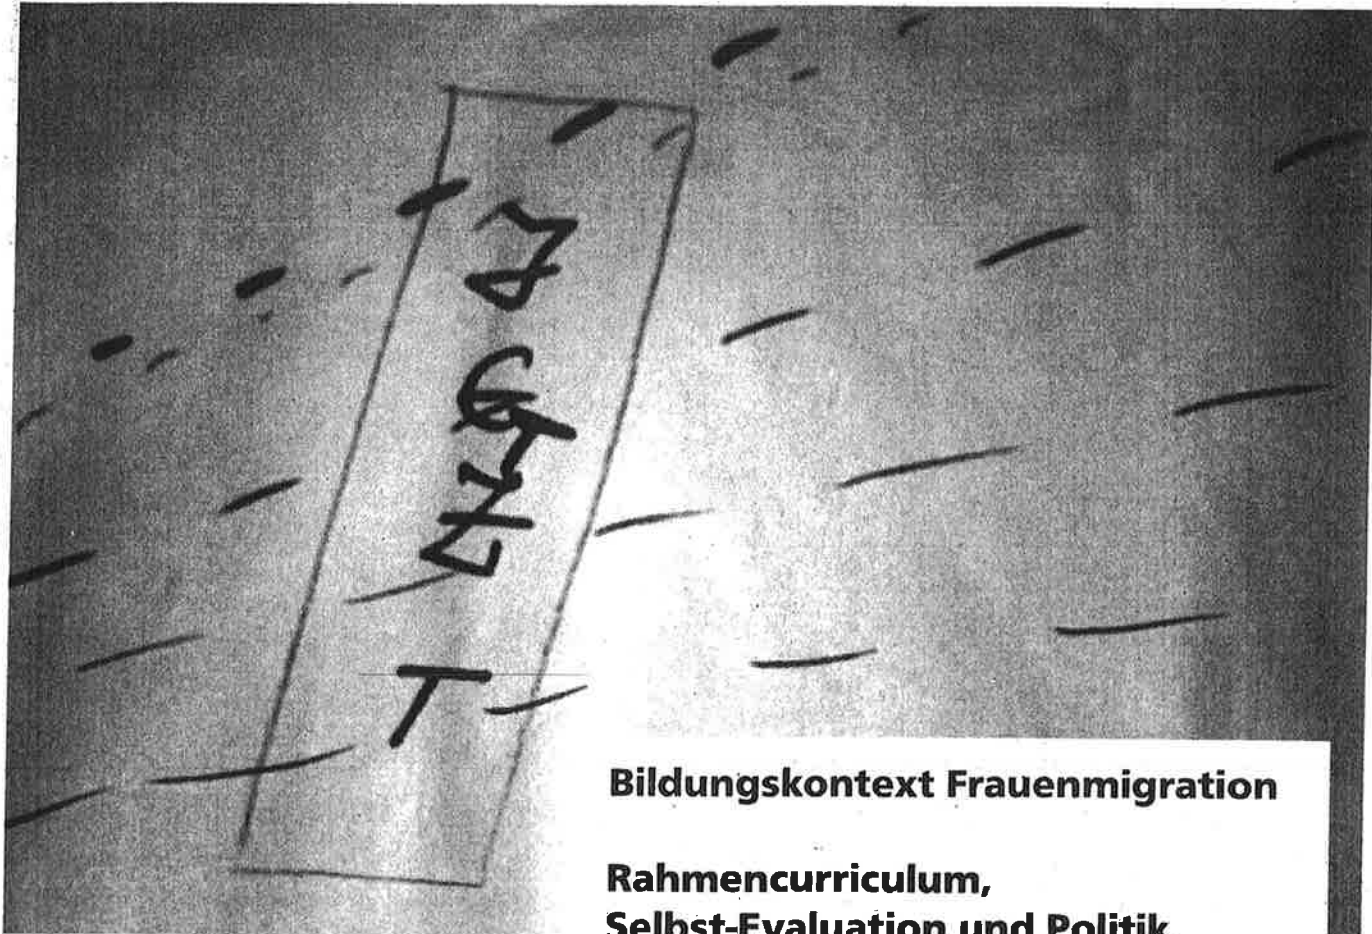 Bildungskontext Frauenmigration
Rahmencurriculum,
Selbst-Evaluation und Politik